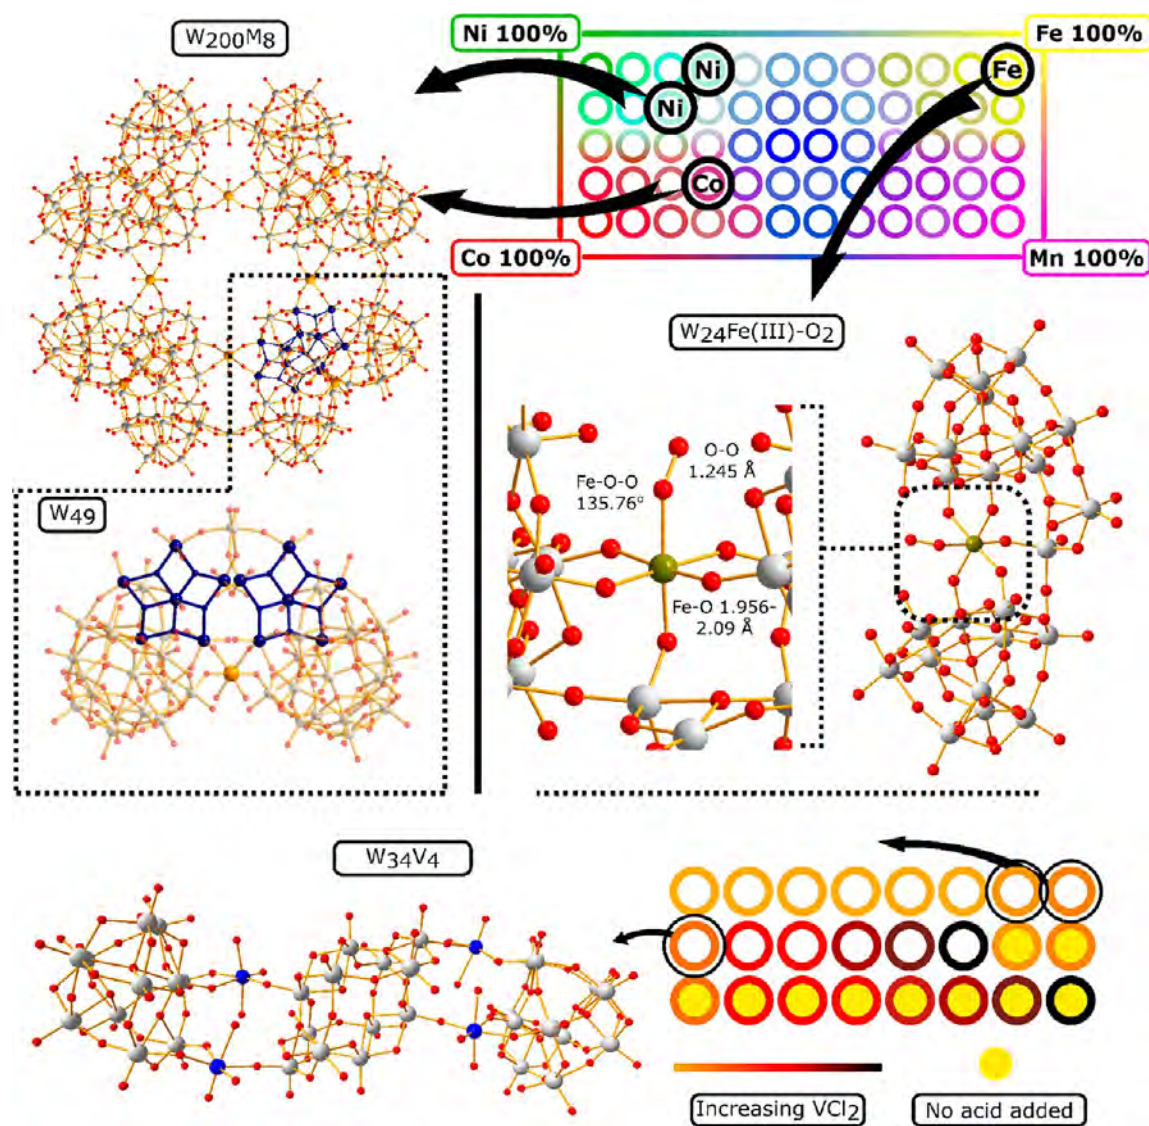 W200M8
Ni 100%
Fe 100%
Ni
Fe
Ni
Co
Co 100%
Mn 100%
W24Fe(III)-O2
O-O
1.245 Å
Fe-O-O
135.76°
Fe-O 1.956-
2.09 Å
W49
W34V4
Increasing VCl2
No acid added